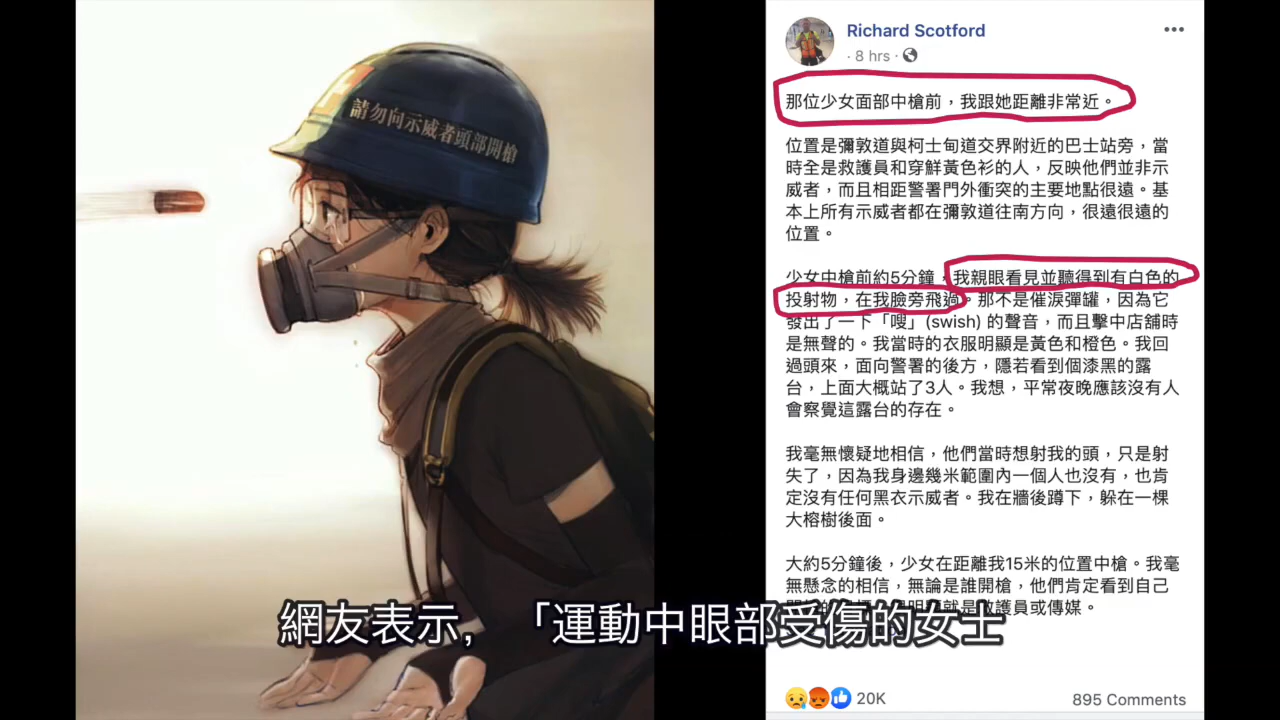 請勿向示威者頭部開槍
Richard Scotford
· 8 hrs ·
那位少女面部中槍前，我跟她距離非常近。
位置是彌敦道與柯士甸道交界附近的巴士站旁，當
時全是救護員和穿鮮黃色衫的人，反映他們並非示
威者，而且相距警署門外衝突的主要地點很遠。基
本上所有示威者都在彌敦道往南方向，很遠很遠的
位置。
少女中槍前約5分鐘，我親眼看見並聽得到有白色的
投射物，在我臉旁飛過。那不是催淚彈罐，因為它
發出了一下「嗖」(swish) 的聲音，而且擊中店舖時
是無聲的。我當時的衣服明顯是黃色和橙色。我回
過頭來，面向警署的後方，隱若看到個漆黑的露
台，上面大概站了3人。我想，平常夜晚應該沒有人
會察覺這露台的存在。
我毫無懷疑地相信，他們當時想射我的頭，只是射
失了，因為我身邊幾米範圍內一個人也沒有，也肯
定沒有任何黑衣示威者。我在牆後蹲下，躲在一棵
大榕樹後面。
大約5分鐘後，少女在距離我15米的位置中槍。我毫
無懸念的相信，無論是誰開槍，他們肯定看到自己
就是救護員或傳媒。
網友表示，「運動中眼部受傷的女士
20K
895 Comments